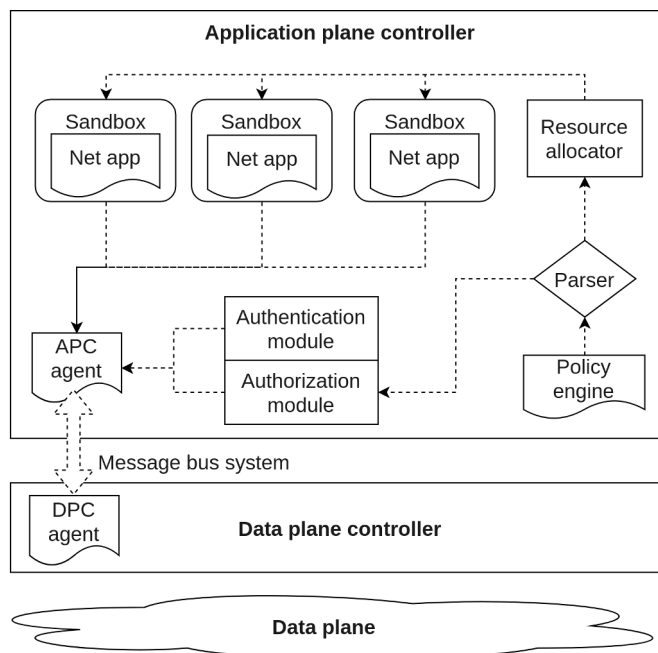 Application plane controller
Sandbox
Net app
Sandbox
Net app
Sandbox
Net app
Resource
allocator
Parser
Authentication
module
Authorization
module
APC
agent
Policy
engine
Message bus system
DPC
agent
Data plane controller
Data plane